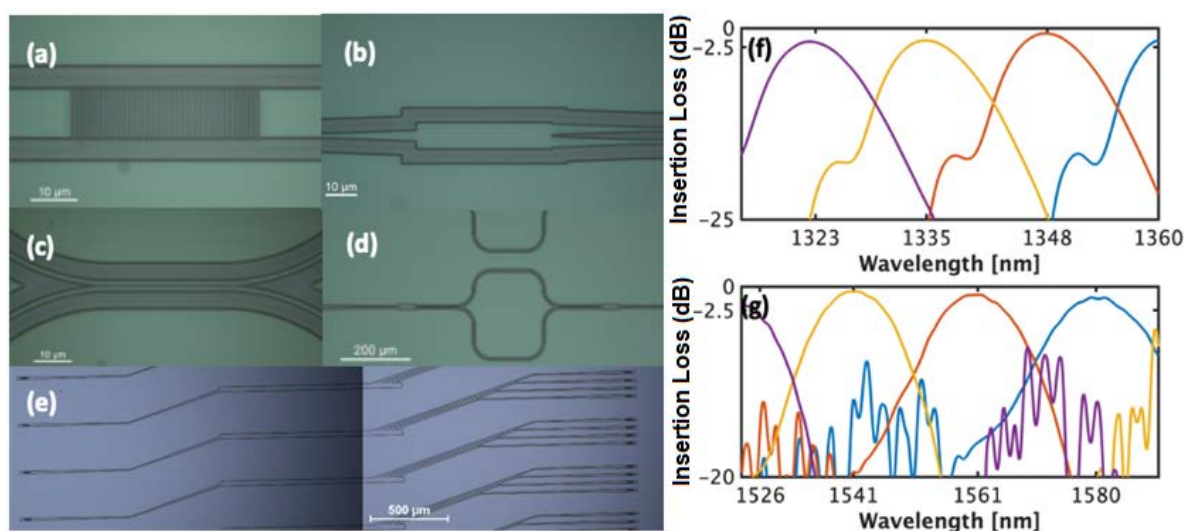 (a)
10 µm
(b)
10 µm
(c)
10 µm
(d)
200 µm
(e)
500 µm
(f)
Insertion Loss (dB)
0
-2.5
-25
1323
1335
1348
1360
Wavelength [nm]
(g)
Insertion Loss (dB)
0
-2.5
-20
1526
1541
1561
1580
Wavelength [nm]